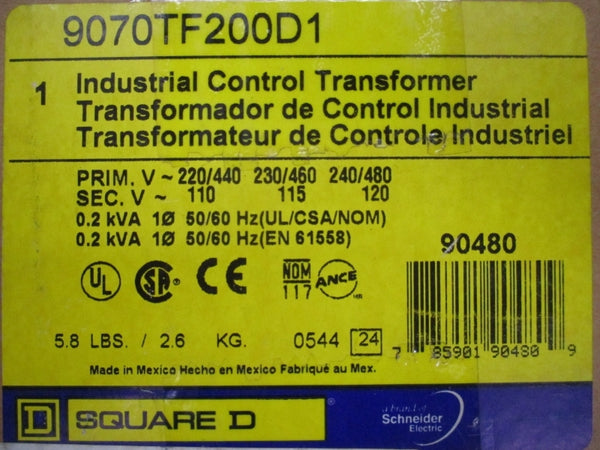 9070TF200D1
1 Industrial Control Transformer
Transformador de Control Industrial
Transformateur de Controle Industriel
PRIM. V ~ 220/440 230/460 240/480
SEC. V ~ 110 115 120
0.2 kVA 1Ø 50/60 Hz(UL/CSA/NOM)
0.2 kVA 1Ø 50/60 Hz(EN 61558)
90480
UL SA CE NOM 117 ANCE
5.8 LBS. / 2.6 KG. 0544 24
7 85901 90480 9
Made in Mexico Hecho en Mexico Fabriqué au Mex.
D SQUARE D
a brand of
Schneider
Electric